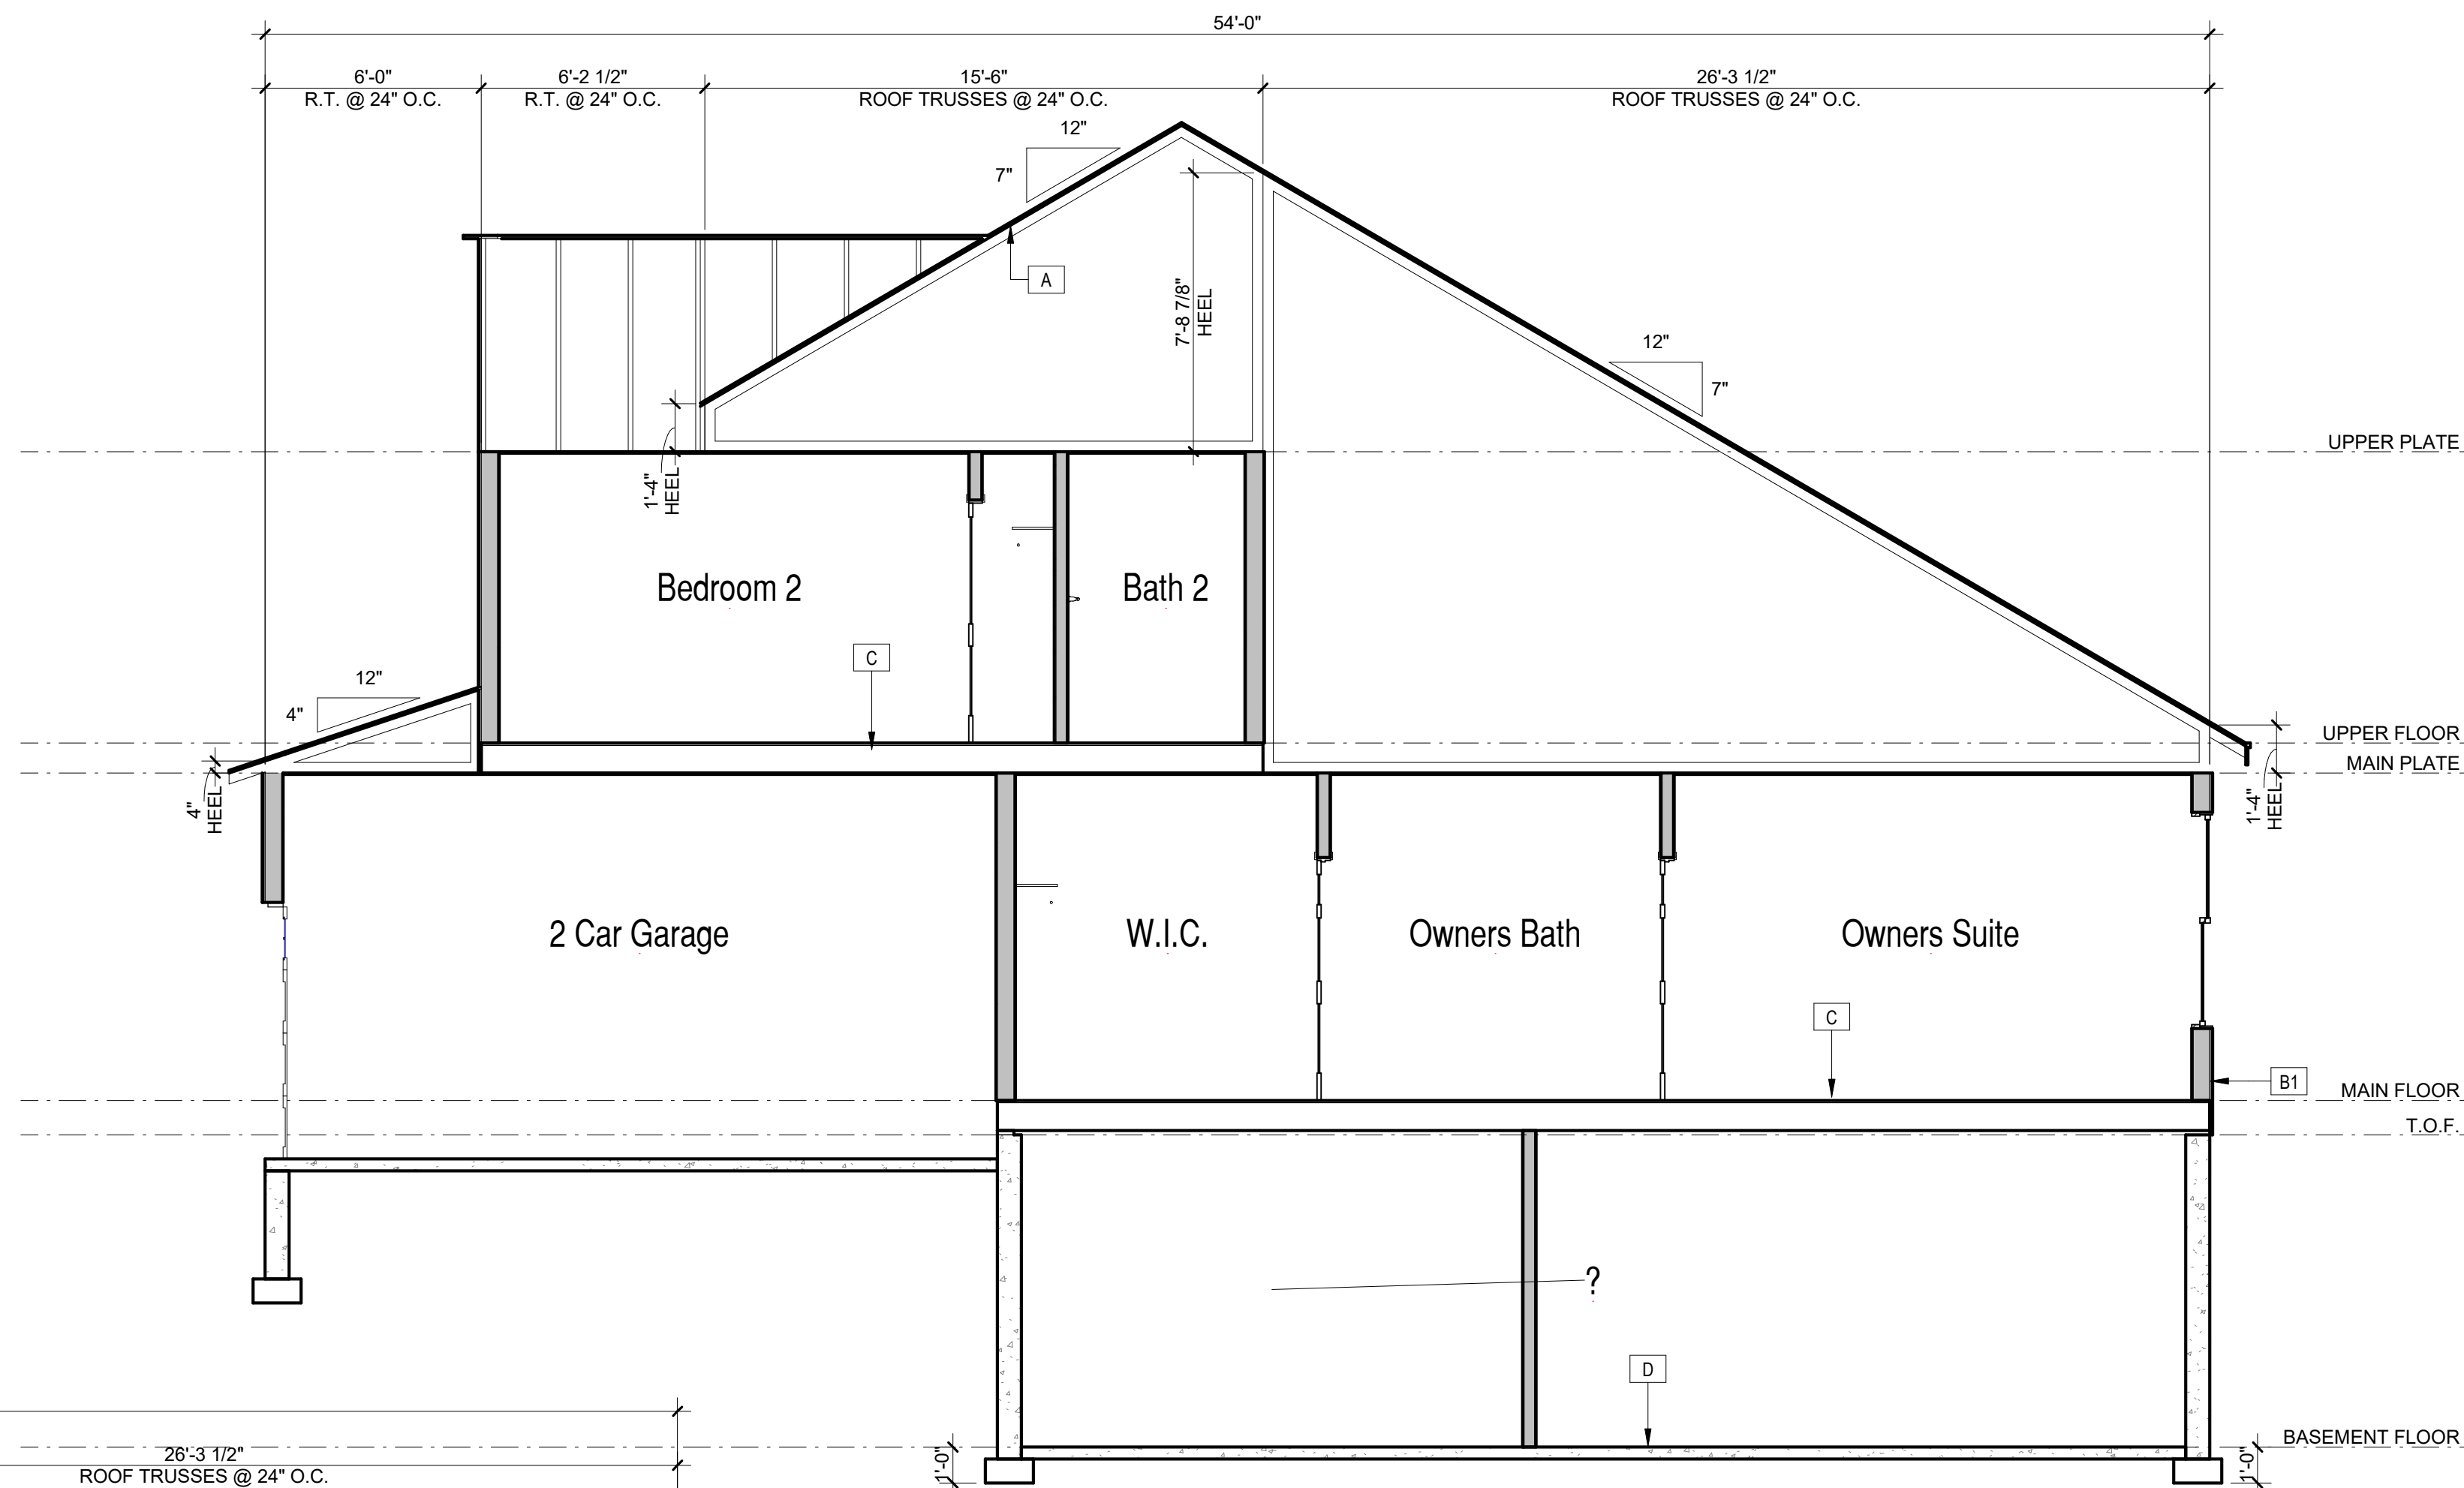 54'-0"
6'-0"
R.T. @ 24" O.C.
6'-2 1/2"
R.T. @ 24" O.C.
15'-6"
ROOF TRUSSES @ 24" O.C.
26'-3 1/2"
ROOF TRUSSES @ 24" O.C.
12"
7"
A
7'-8 7/8"
HEEL
12"
7"
1'-4"
HEEL
UPPER PLATE
Bedroom 2
Bath 2
C
12"
4"
UPPER FLOOR
MAIN PLATE
4"
HEEL
1'-4"
HEEL
2 Car Garage
W.I.C.
Owners Bath
Owners Suite
C
B1
MAIN FLOOR
T.O.F.
?
D
BASEMENT FLOOR
26'-3 1/2"
ROOF TRUSSES @ 24" O.C.
1'-0"
1'-0"